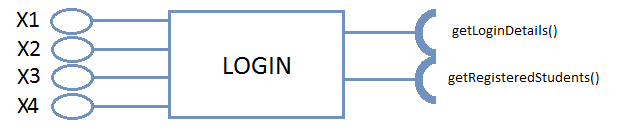 X1
X2
X3
X4
LOGIN
getLoginDetails()
getRegisteredStudents()